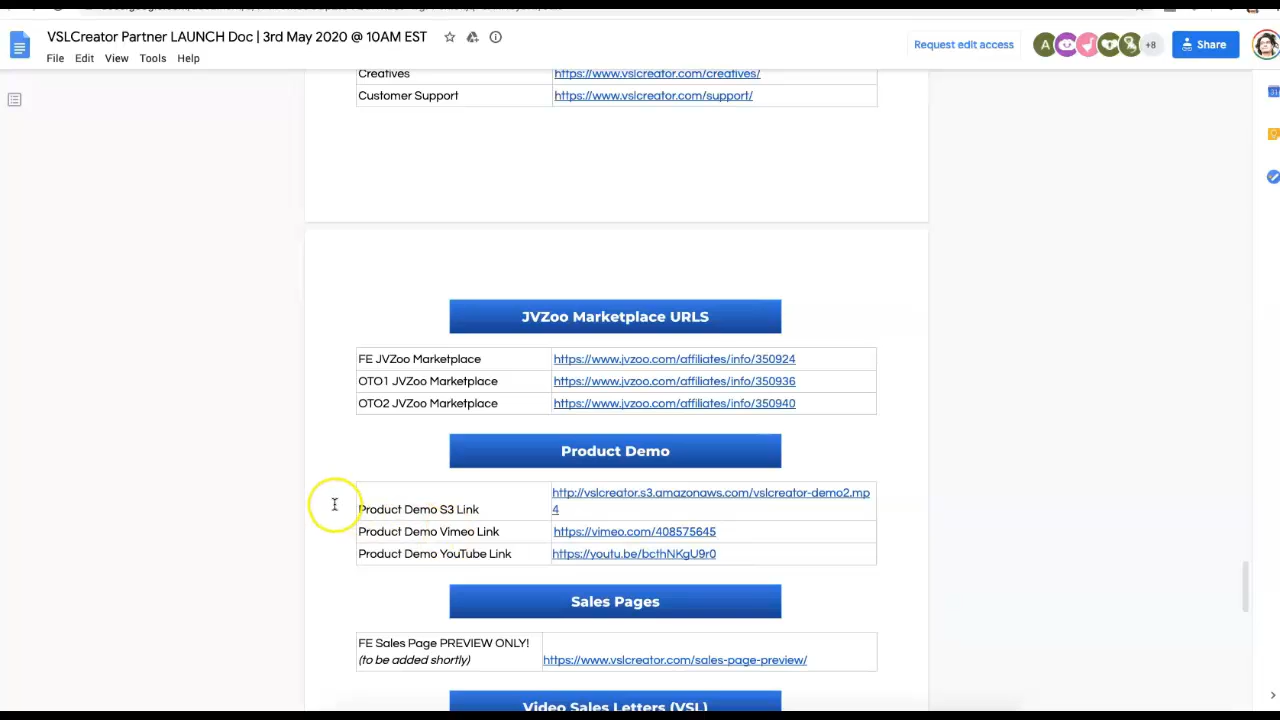 VSLCreator Partner LAUNCH Doc | 3rd May 2020 @ 10AM EST
Request edit access
A
+8
Share
File Edit View Tools Help
Creatives https://www.vslcreator.com/creatives/
Customer Support https://www.vslcreator.com/support/
JVZoo Marketplace URLS
FE JVZoo Marketplace https://www.jvzoo.com/affiliates/info/350924
OTO1 JVZoo Marketplace https://www.jvzoo.com/affiliates/info/350936
OTO2 JVZoo Marketplace https://www.jvzoo.com/affiliates/info/350940
Product Demo
http://vslcreator.s3.amazonaws.com/vslcreator-demo2.mp
Product Demo S3 Link 4
Product Demo Vimeo Link https://vimeo.com/408575645
Product Demo YouTube Link https://youtu.be/bcthNKgU9r0
Sales Pages
FE Sales Page PREVIEW ONLY!
(to be added shortly) https://www.vslcreator.com/sales-page-preview/
Video Sales Letters (VSL)